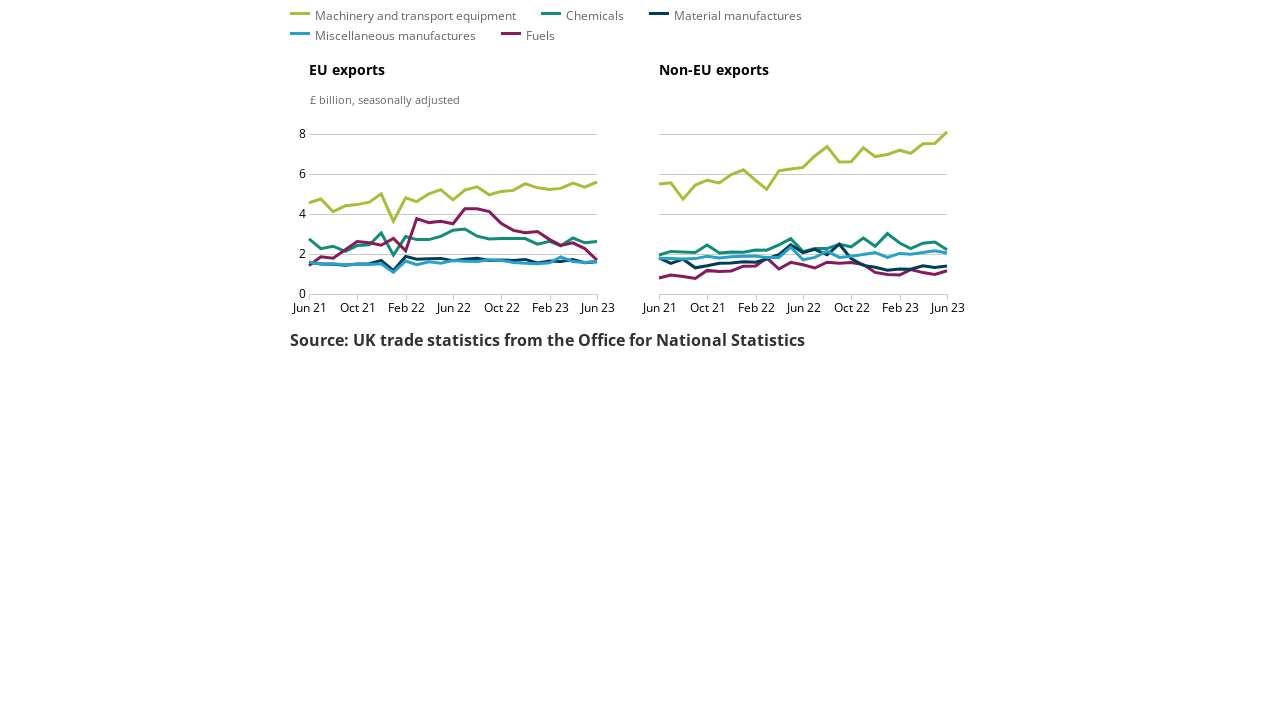 Machinery and transport equipment Chemicals Material manufactures
Miscellaneous manufactures Fuels
EU exports Non-EU exports
£ billion, seasonally adjusted
8
6
4
2
0
Jun 21 Oct 21 Feb 22 Jun 22 Oct 22 Feb 23 Jun 23 Jun 21 Oct 21 Feb 22 Jun 22 Oct 22 Feb 23 Jun 23
Source: UK trade statistics from the Office for National Statistics